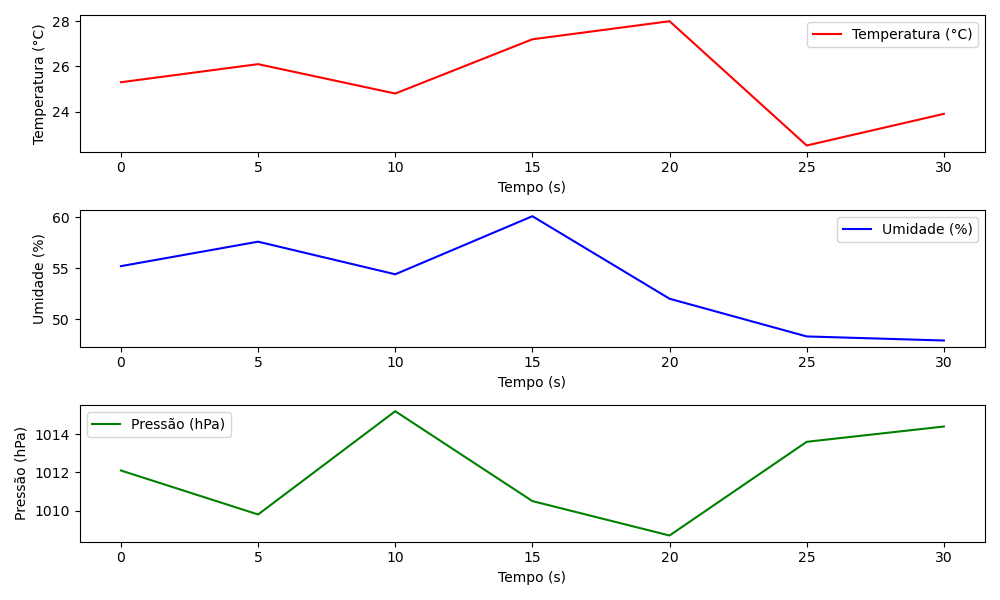 28
26
24
Temperatura (°C)
Temperatura (°C)
0 5 10 15 20 25 30
Tempo (s)
60
55
50
Umidade (%)
Umidade (%)
0 5 10 15 20 25 30
Tempo (s)
1014
1012
1010
Pressão (hPa)
Pressão (hPa)
0 5 10 15 20 25 30
Tempo (s)